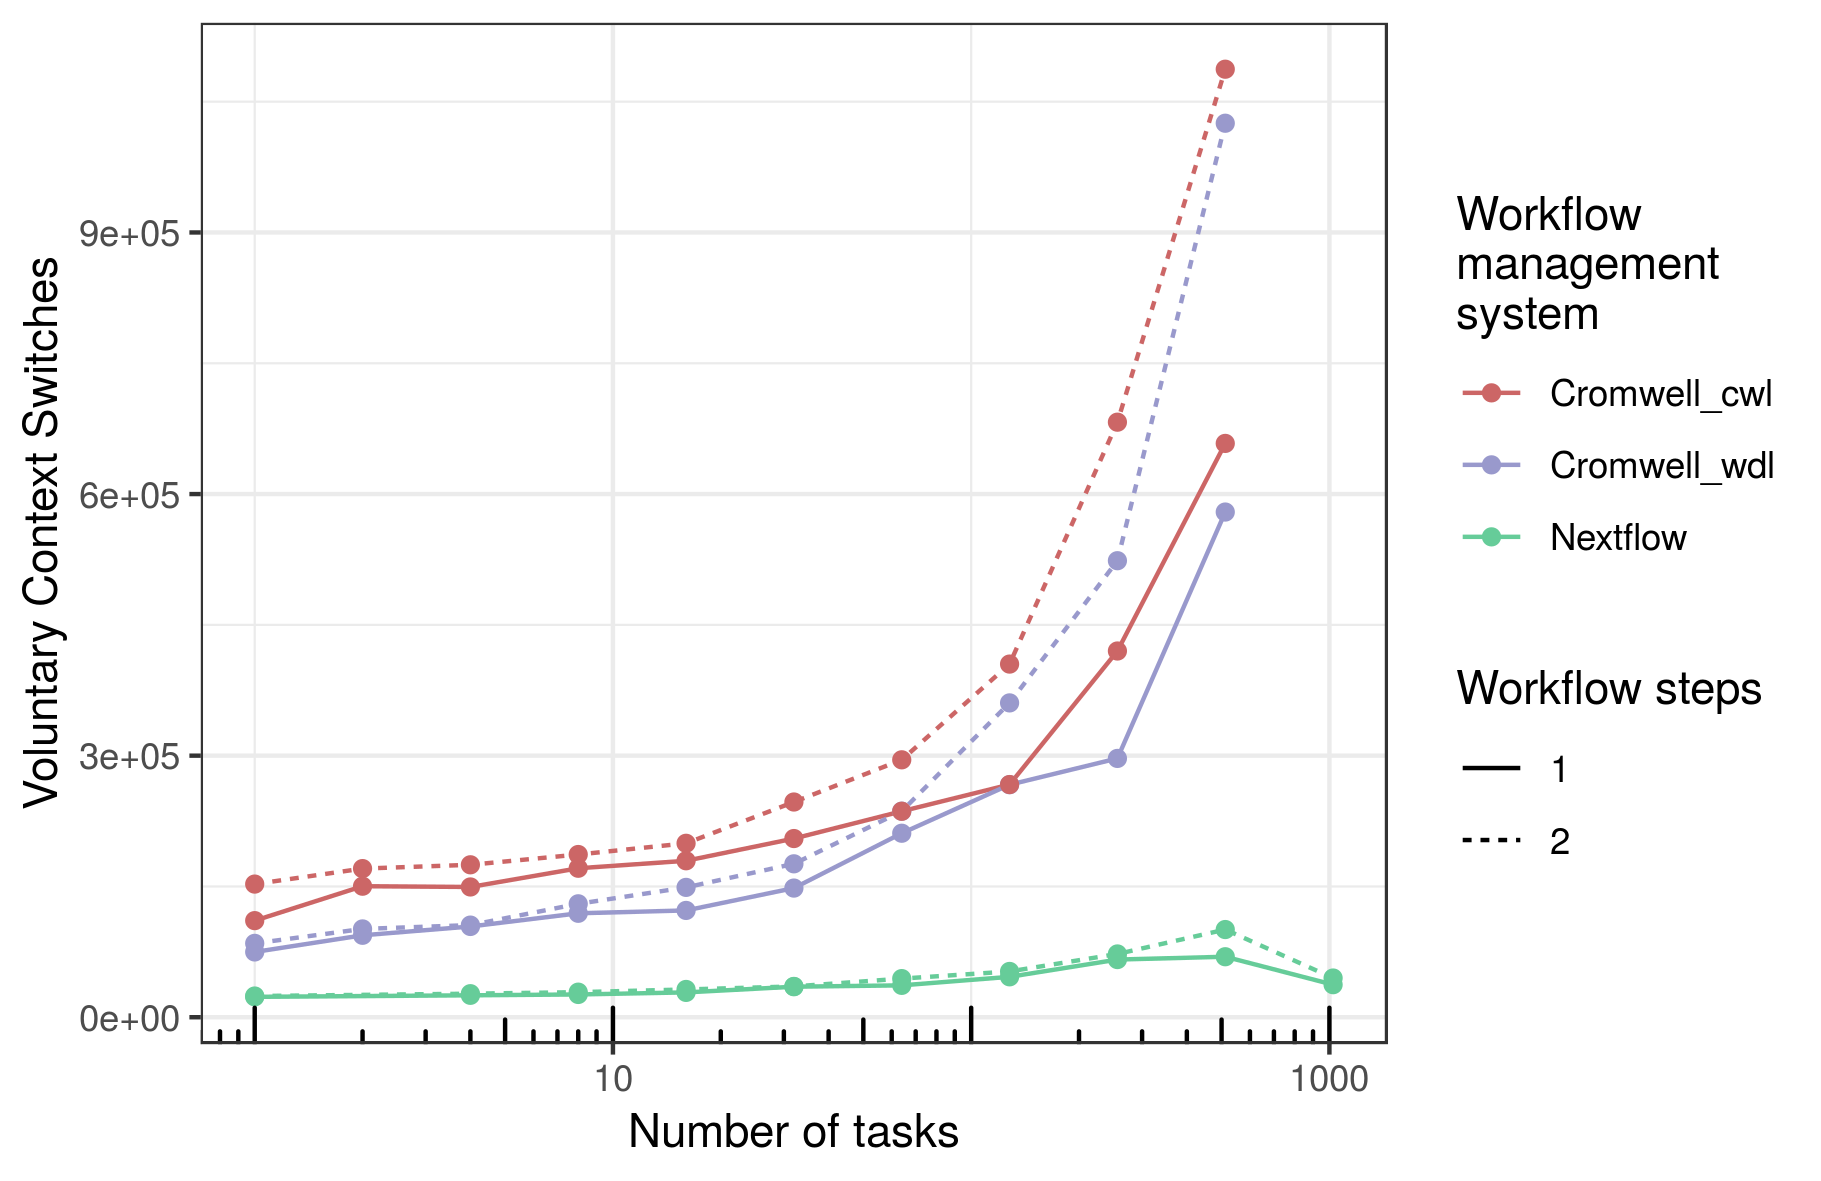 Voluntary Context Switches
9e+05
6e+05
3e+05
0e+00
10
1000
Number of tasks
Workflow
management
system
Cromwell_cwl
Cromwell_wdl
Nextflow
Workflow steps
1
2